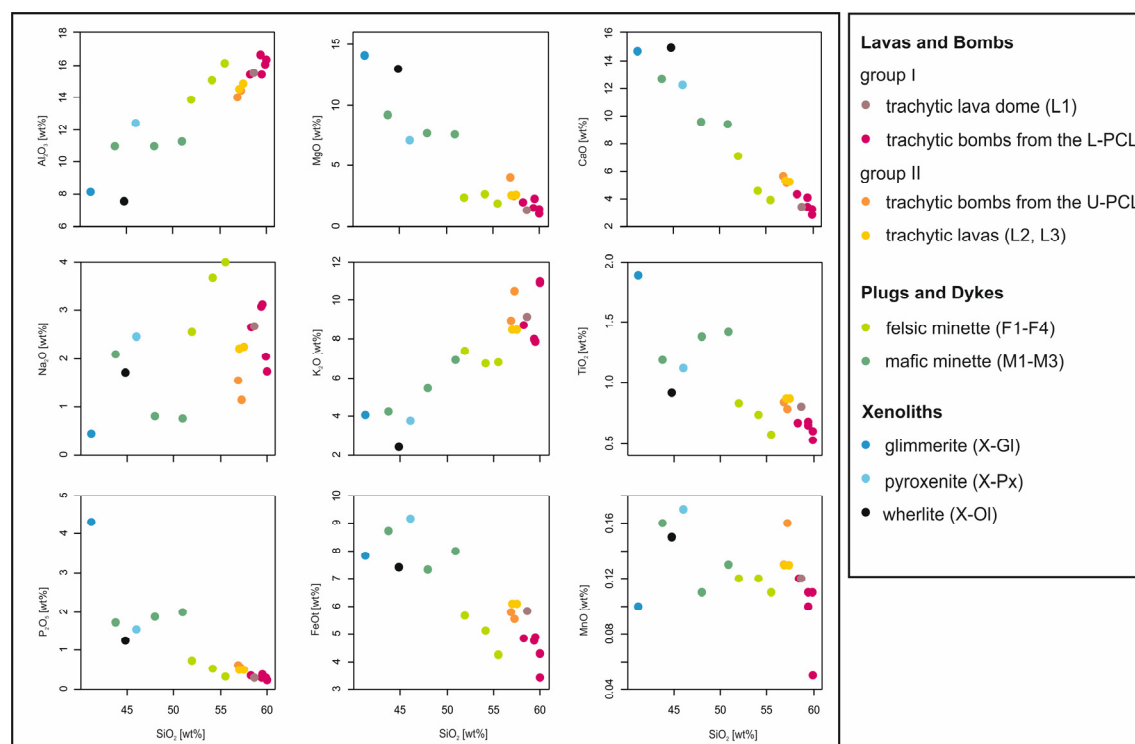 18
16
14
12
10
8
6
Al2O3 [wt%]
15
10
5
0
MgO [wt%]
16
14
12
10
8
6
4
2
CaO [wt%]
4
3
2
1
0
Na2O [wt%]
12
10
8
6
4
2
K2O [wt%]
2.0
1.5
1.0
0.5
TiO2 [wt%]
5
4
3
2
1
0
P2O5 [wt%]
45 50 55 60
SiO2 [wt%]
10
9
8
7
6
5
4
3
FeOt [wt%]
45 50 55 60
SiO2 [wt%]
0.16
0.12
0.08
0.04
MnO [wt%]
45 50 55 60
SiO2 [wt%]
Lavas and Bombs
group I
trachytic lava dome (L1)
trachytic bombs from the L-PCL
group II
trachytic bombs from the U-PCL
trachytic lavas (L2, L3)
Plugs and Dykes
felsic minette (F1-F4)
mafic minette (M1-M3)
Xenoliths
glimmerite (X-Gl)
pyroxenite (X-Px)
wherlite (X-Ol)